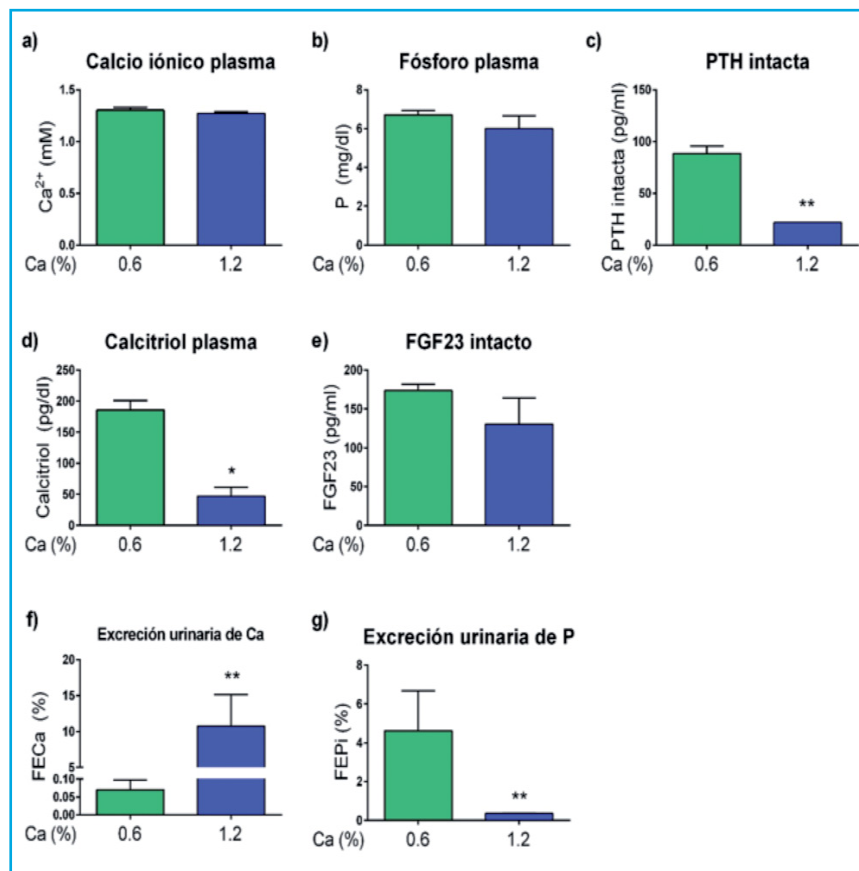 a)
Calcio iónico plasma
Ca2+ (mM)
1.5
1.0
0.5
0.0
Ca (%) 0.6 1.2
b)
Fósforo plasma
P (mg/dl)
8
6
4
2
0
0.6 1.2
c)
PTH intacta
PTH intacta (pg/ml)
150
100
50
0
**
Ca (%) 0.6 1.2
d)
Calcitriol plasma
Calcitriol (pg/dl)
250
200
150
100
50
0
*
Ca (%) 0.6 1.2
e)
FGF23 intacto
FGF23 (pg/ml)
200
150
100
50
0
Ca (%) 0.6 1.2
f)
Excreción urinaria de Ca
FECa (%)
20
15
10
5
0.10
0.05
0.00
**
Ca (%) 0.6 1.2
g)
Excreción urinaria de P
FEPi (%)
8
6
4
2
0
**
Ca (%) 0.6 1.2